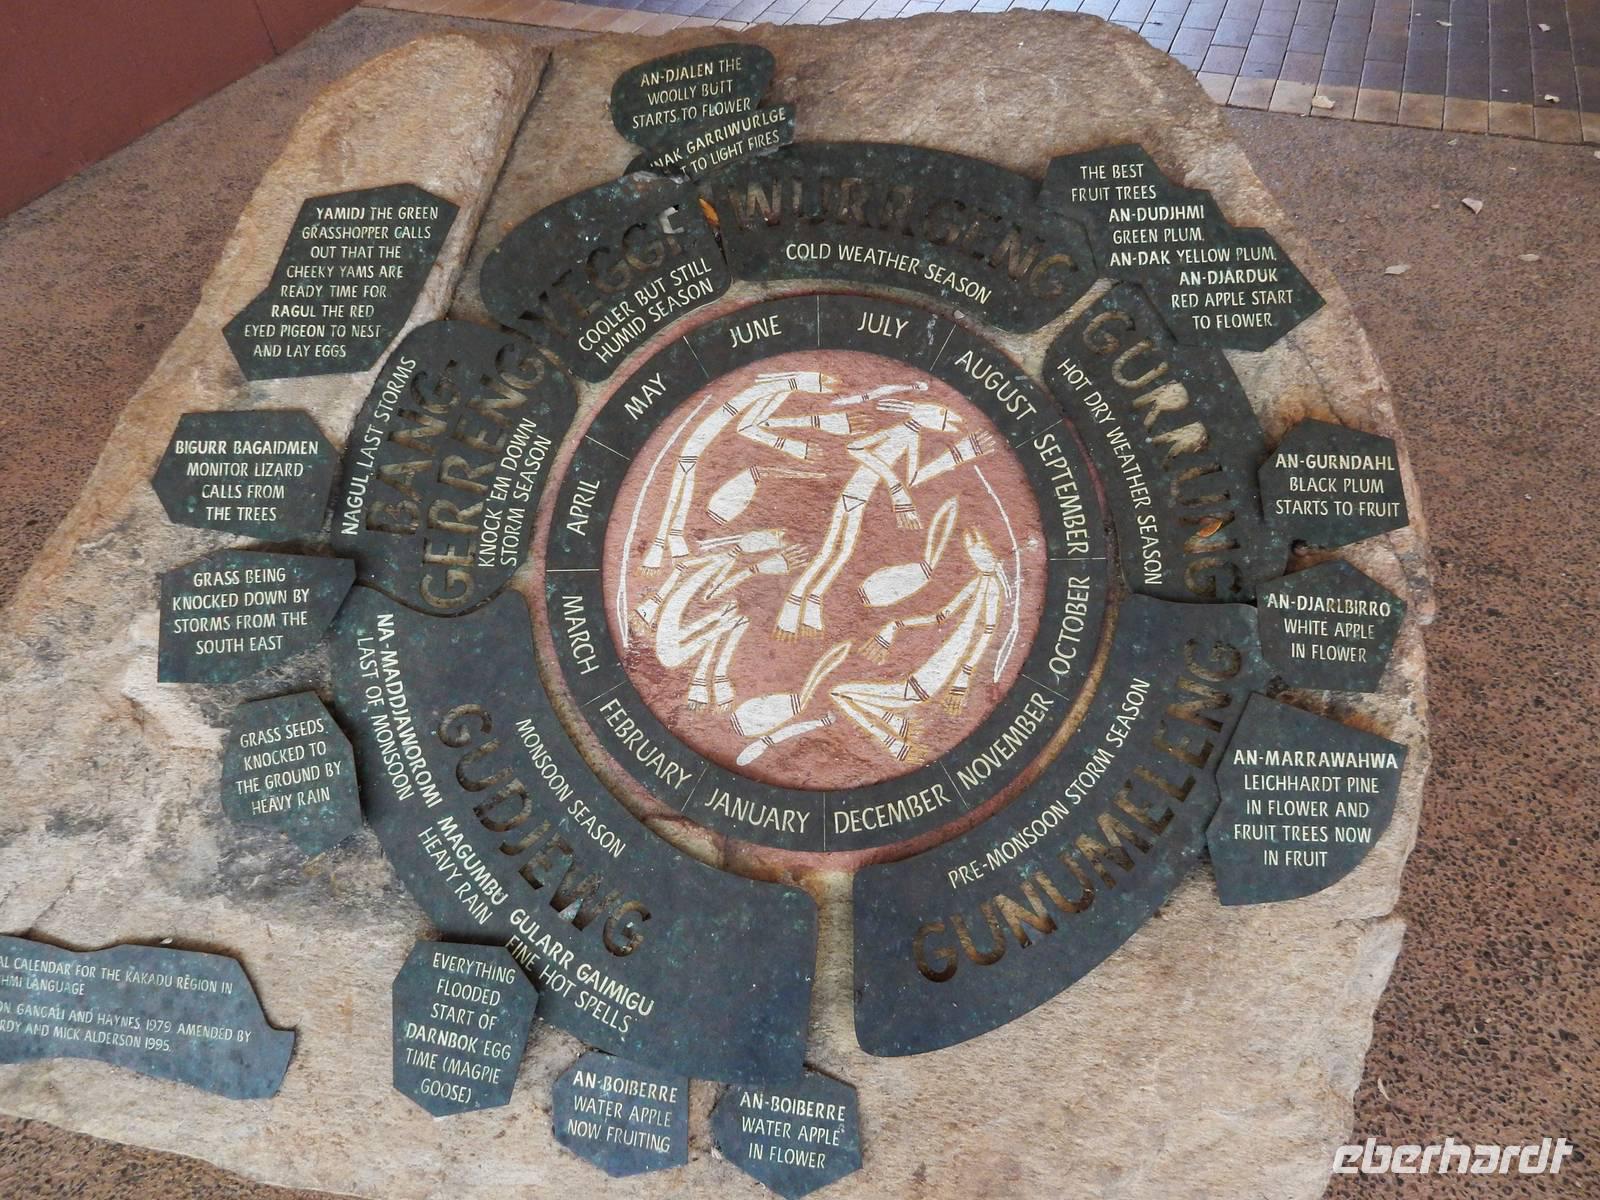 AN-DJALEN THE
WOOLLY BUTT
STARTS TO FLOWER
GARRIWURLGE
TO LIGHT FIRES
WURRGENG
COLD WEATHER SEASON
THE BEST
FRUIT TREES
AN-DUDJHMI
GREEN PLUM,
AN-DAK YELLOW PLUM,
AN-DJARDUK
RED APPLE START
TO FLOWER.
GURRUNG
HOT DRY WEATHER SEASON
AN-GURNDAHL
BLACK PLUM
STARTS TO FRUIT
AN-DJARLBIRRO
WHITE APPLE
IN FLOWER
AN-MARRAWAHWA
LEICHHARDT PINE
IN FLOWER AND
FRUIT TREES NOW
IN FRUIT
GUNUMELENG
PRE-MONSOON STORM SEASON
AN-BOIBERRE
WATER APPLE
IN FLOWER
AN-BOIBERRE
WATER APPLE
NOW FRUITING
EVERYTHING
FLOODED
START OF
DARNBOK EGG
TIME (MAGPIE
GOOSE)
GUDJEWG
MONSOON SEASON
GULARR GAIMIGU
FINE HOT SPELLS
MAGUMBU
HEAVY RAIN
NA-MADDJAWOROMI
LAST OF MONSOON
GRASS SEEDS
KNOCKED TO
THE GROUND BY
HEAVY RAIN
GRASS BEING
KNOCKED DOWN BY
STORMS FROM THE
SOUTH EAST
BIGURR BAGAIDMEN
MONITOR LIZARD
CALLS FROM
THE TREES
NAGUL LAST STORMS
BANG-
GERRENG
KNOCK 'EM DOWN
STORM SEASON
YAMIDJ THE GREEN
GRASSHOPPER CALLS
OUT THAT THE
CHEEKY YAMS ARE
READY TIME FOR
RAGUL THE RED
EYED PIGEON TO NEST
AND LAY EGGS
YEGGE
COOLER BUT STILL
HUMID SEASON
JANUARY
FEBRUARY
MARCH
APRIL
MAY
JUNE
JULY
AUGUST
SEPTEMBER
OCTOBER
NOVEMBER
DECEMBER
CALENDAR FOR THE KAKADU REGION IN
LANGUAGE
GANGALI AND HAYNES 1979. AMENDED BY
AND MICK ALDERSON 1995.
eberhardt